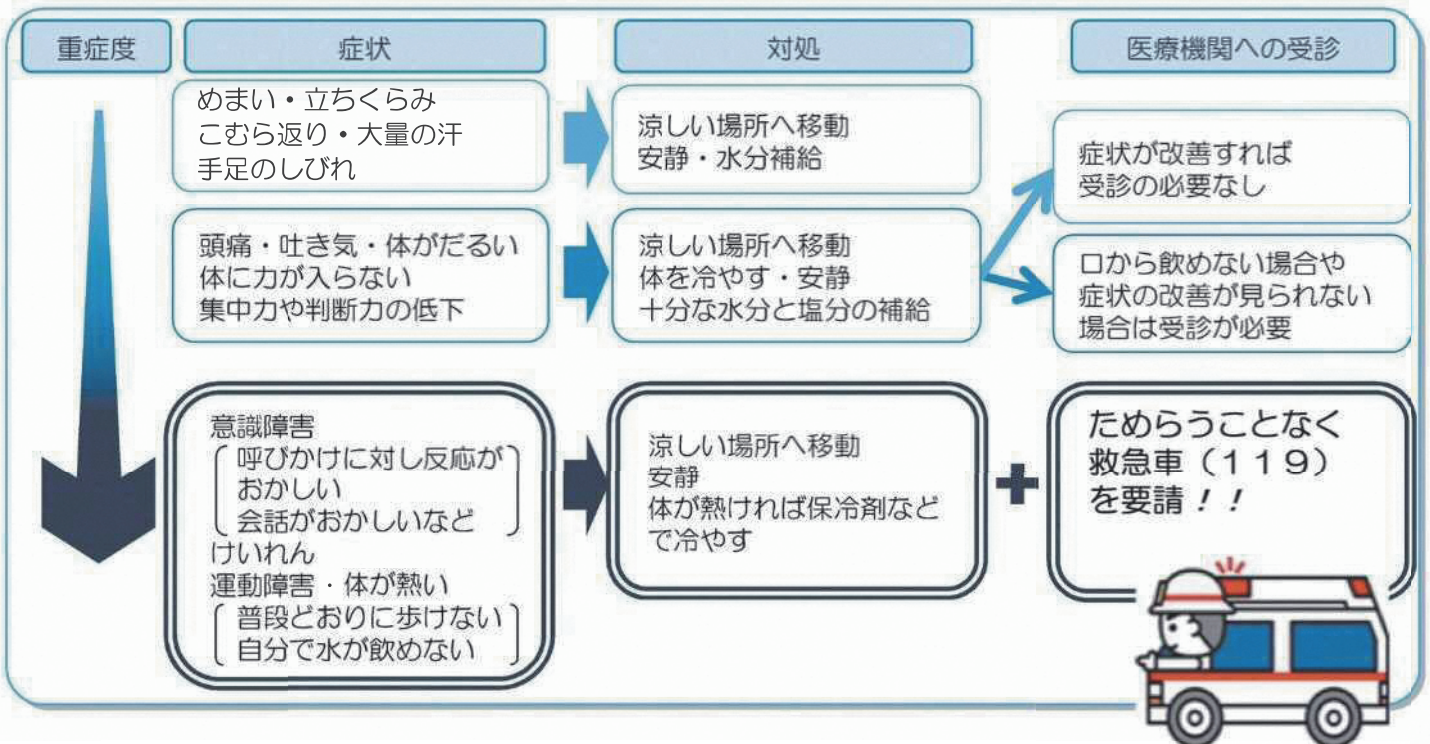 重症度
症状
対処
医療機関への受診
めまい・立ちくらみ
こむら返り・大量の汗
手足のしびれ
涼しい場所へ移動
安静・水分補給
症状が改善すれば
受診の必要なし
頭痛・吐き気・体がだるい
体に力が入らない
集中力や判断力の低下
涼しい場所へ移動
体を冷やす・安静
十分な水分と塩分の補給
口から飲めない場合や
症状の改善が見られない
場合は受診が必要
意識障害
呼びかけに対し反応が
おかしい
会話がおかしいなど
けいれん
運動障害・体が熱い
普段どおりに歩けない
自分で水が飲めない
涼しい場所へ移動
安静
体が熱ければ保冷剤など
で冷やす
ためらうことなく
救急車（１１９）
を要請！！